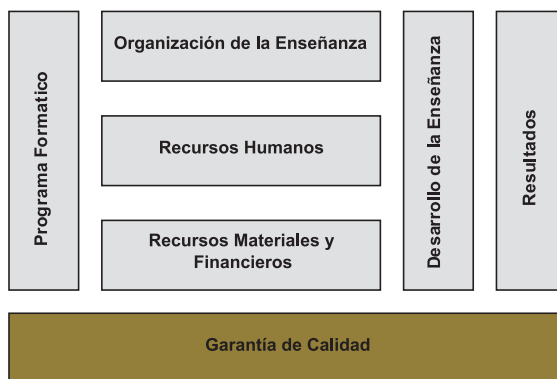 Programa Formatico
Organización de la Enseñanza
Recursos Humanos
Recursos Materiales y
Financieros
Desarrollo de la Enseñanza
Resultados
Garantía de Calidad